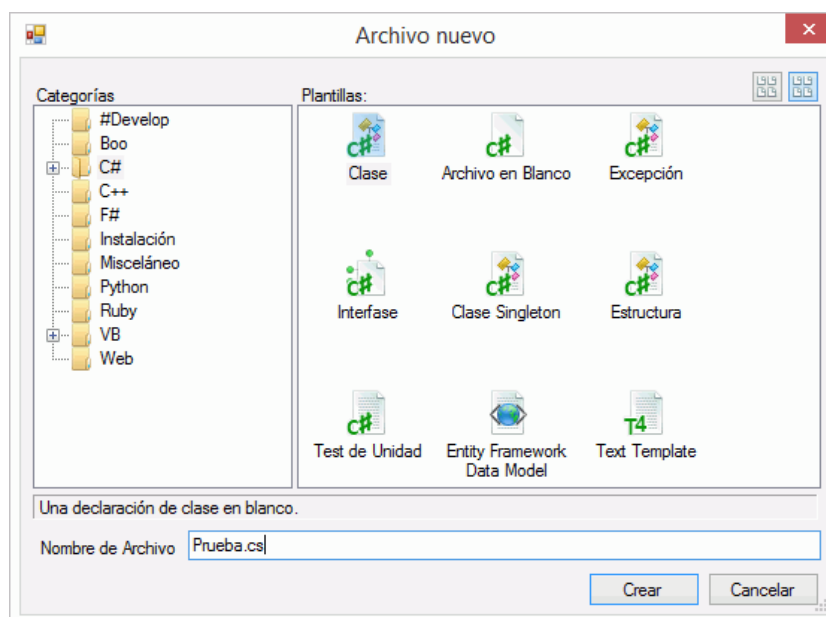 Archivo nuevo
Categorías
#Develop
Boo
C#
C++
F#
Instalación
Misceláneo
Python
Ruby
VB
Web
Plantillas:
C# C# C#
Clase Archivo en Blanco Excepción
C# C# C#
Interfase Clase Singleton Estructura
C# T4
Test de Unidad Entity Framework Data Model Text Template
Una declaración de clase en blanco.
Nombre de Archivo Prueba.cs
Crear Cancelar